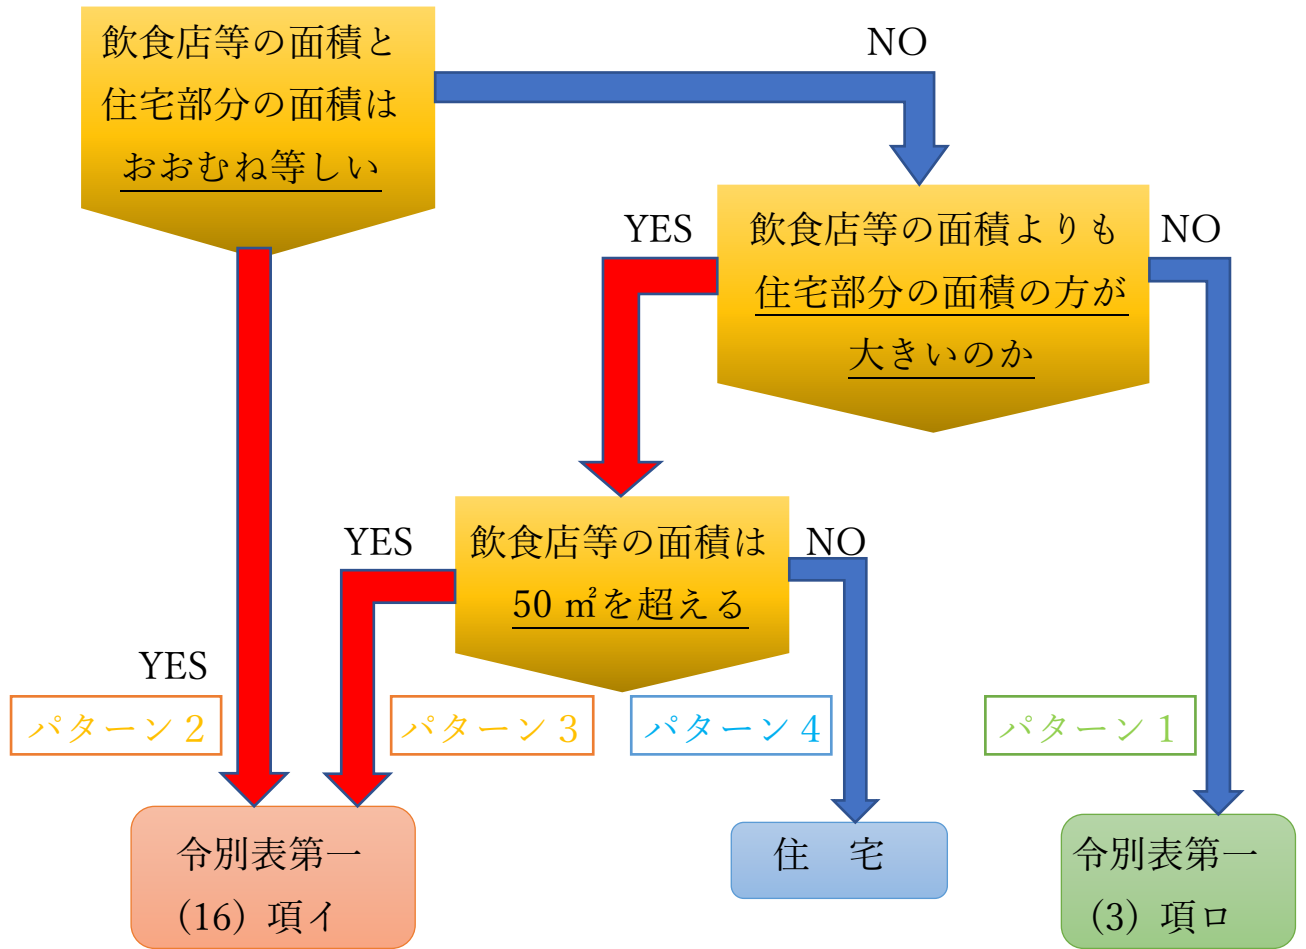 飲食店等の面積と
住宅部分の面積は
おおむね等しい
NO
YES
飲食店等の面積よりも
住宅部分の面積の方が
大きいのか
NO
YES
飲食店等の面積は
50 ㎡を超える
NO
YES
パターン２
パターン３
パターン４
パターン１
令別表第一
(16) 項イ
住　宅
令別表第一
(3) 項ロ